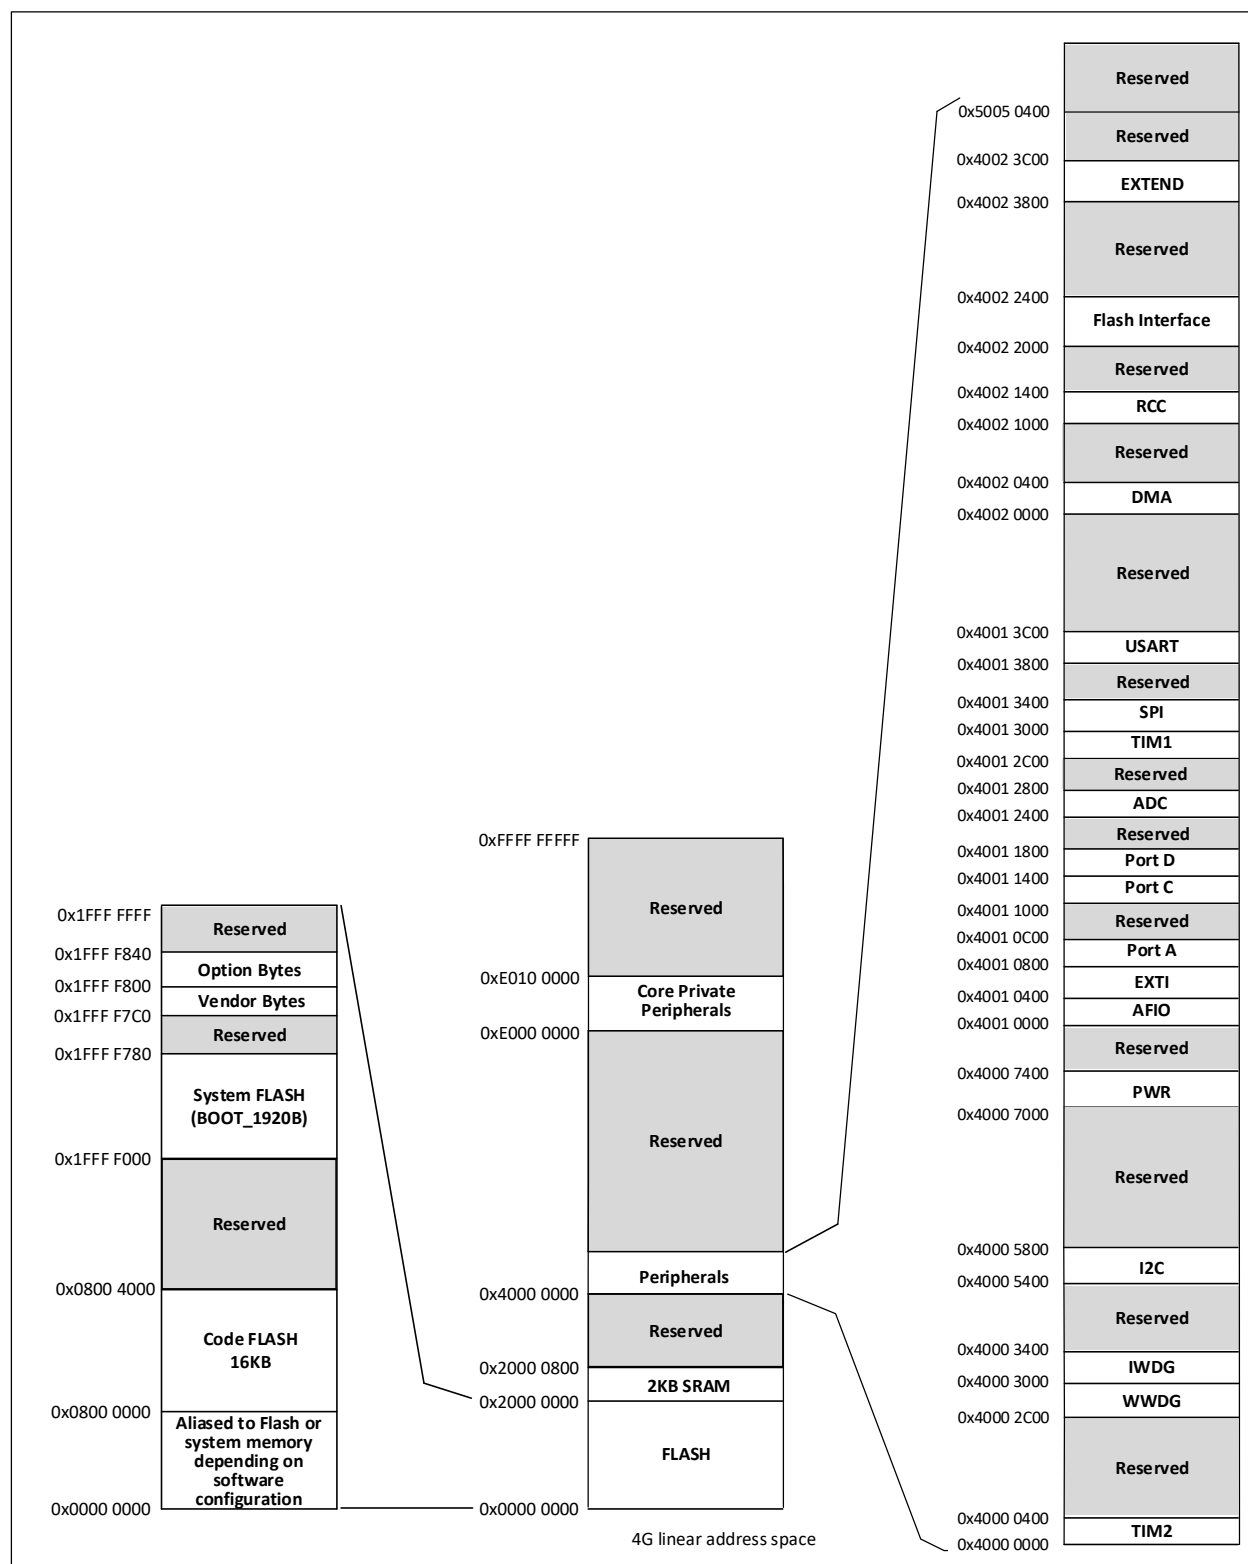 Reserved
0x5005 0400
Reserved
0x4002 3C00
EXTEND
0x4002 3800
Reserved
0x4002 2400
Flash Interface
0x4002 2000
Reserved
0x4002 1400
RCC
0x4002 1000
Reserved
0x4002 0400
DMA
0x4002 0000
Reserved
0x4001 3C00
USART
0x4001 3800
Reserved
0x4001 3400
SPI
0x4001 3000
TIM1
0x4001 2C00
Reserved
0x4001 2800
ADC
0x4001 2400
Reserved
0x4001 1800
Port D
0x4001 1400
Port C
0x4001 1000
Reserved
0x4001 0C00
Port A
0x4001 0800
EXTI
0x4001 0400
AFIO
0x4001 0000
Reserved
0x4000 7400
PWR
0x4000 7000
Reserved
0x4000 5800
I2C
0x4000 5400
Reserved
0x4000 3400
IWDG
0x4000 3000
WWDG
0x4000 2C00
Reserved
0x4000 0400
TIM2
0x4000 0000
0xFFFF FFFFF
Reserved
0xE010 0000
Core Private
Peripherals
0xE000 0000
Reserved
Peripherals
0x4000 0000
Reserved
0x2000 0800
2KB SRAM
0x2000 0000
FLASH
0x0000 0000
4G linear address space
0x1FFF FFFF
Reserved
0x1FFF F840
Option Bytes
0x1FFF F800
Vendor Bytes
0x1FFF F7C0
Reserved
0x1FFF F780
System FLASH
(BOOT_1920B)
0x1FFF F000
Reserved
0x0800 4000
Code FLASH
16KB
0x0800 0000
Aliased to Flash or
system memory
depending on
software
configuration
0x0000 0000